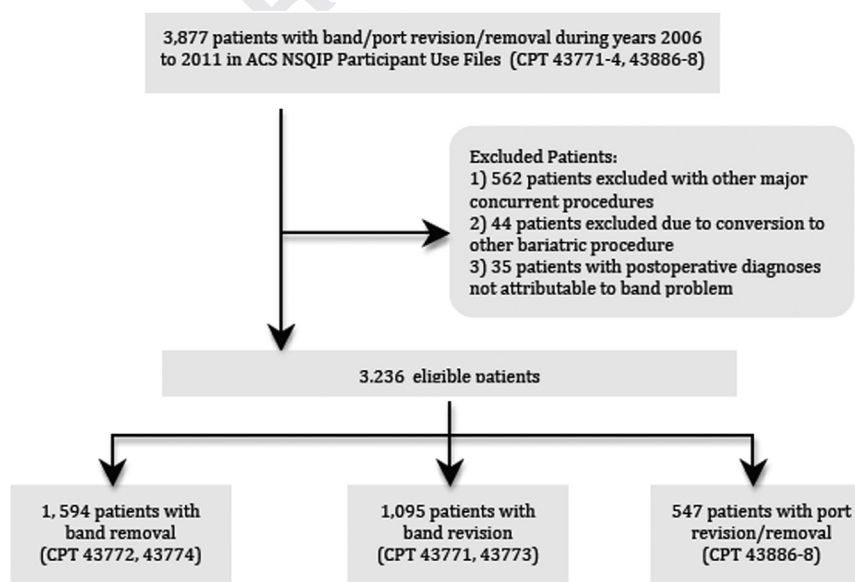 3,877 patients with band/port revision/removal during years 2006
to 2011 in ACS NSQIP Participant Use Files (CPT 43771-4, 43886-8)
Excluded Patients:
1) 562 patients excluded with other major
concurrent procedures
2) 44 patients excluded due to conversion to
other bariatric procedure
3) 35 patients with postoperative diagnoses
not attributable to band problem
3.236 eligible patients
1, 594 patients with
band removal
(CPT 43772, 43774)
1,095 patients with
band revision
(CPT 43771, 43773)
547 patients with port
revision/removal
(CPT 43886-8)